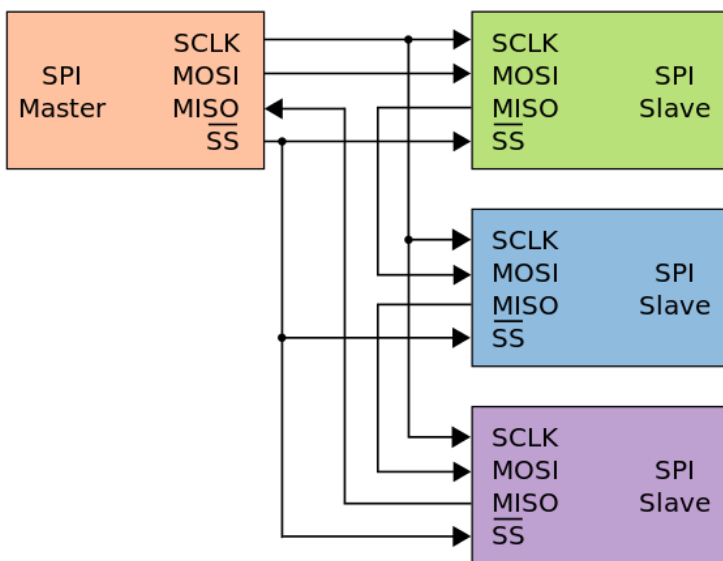 SCLK
SPI MOSI
Master MISO
SS
SCLK
MOSI SPI
MISO Slave
SS
SCLK
MOSI SPI
MISO Slave
SS
SCLK
MOSI SPI
MISO Slave
SS